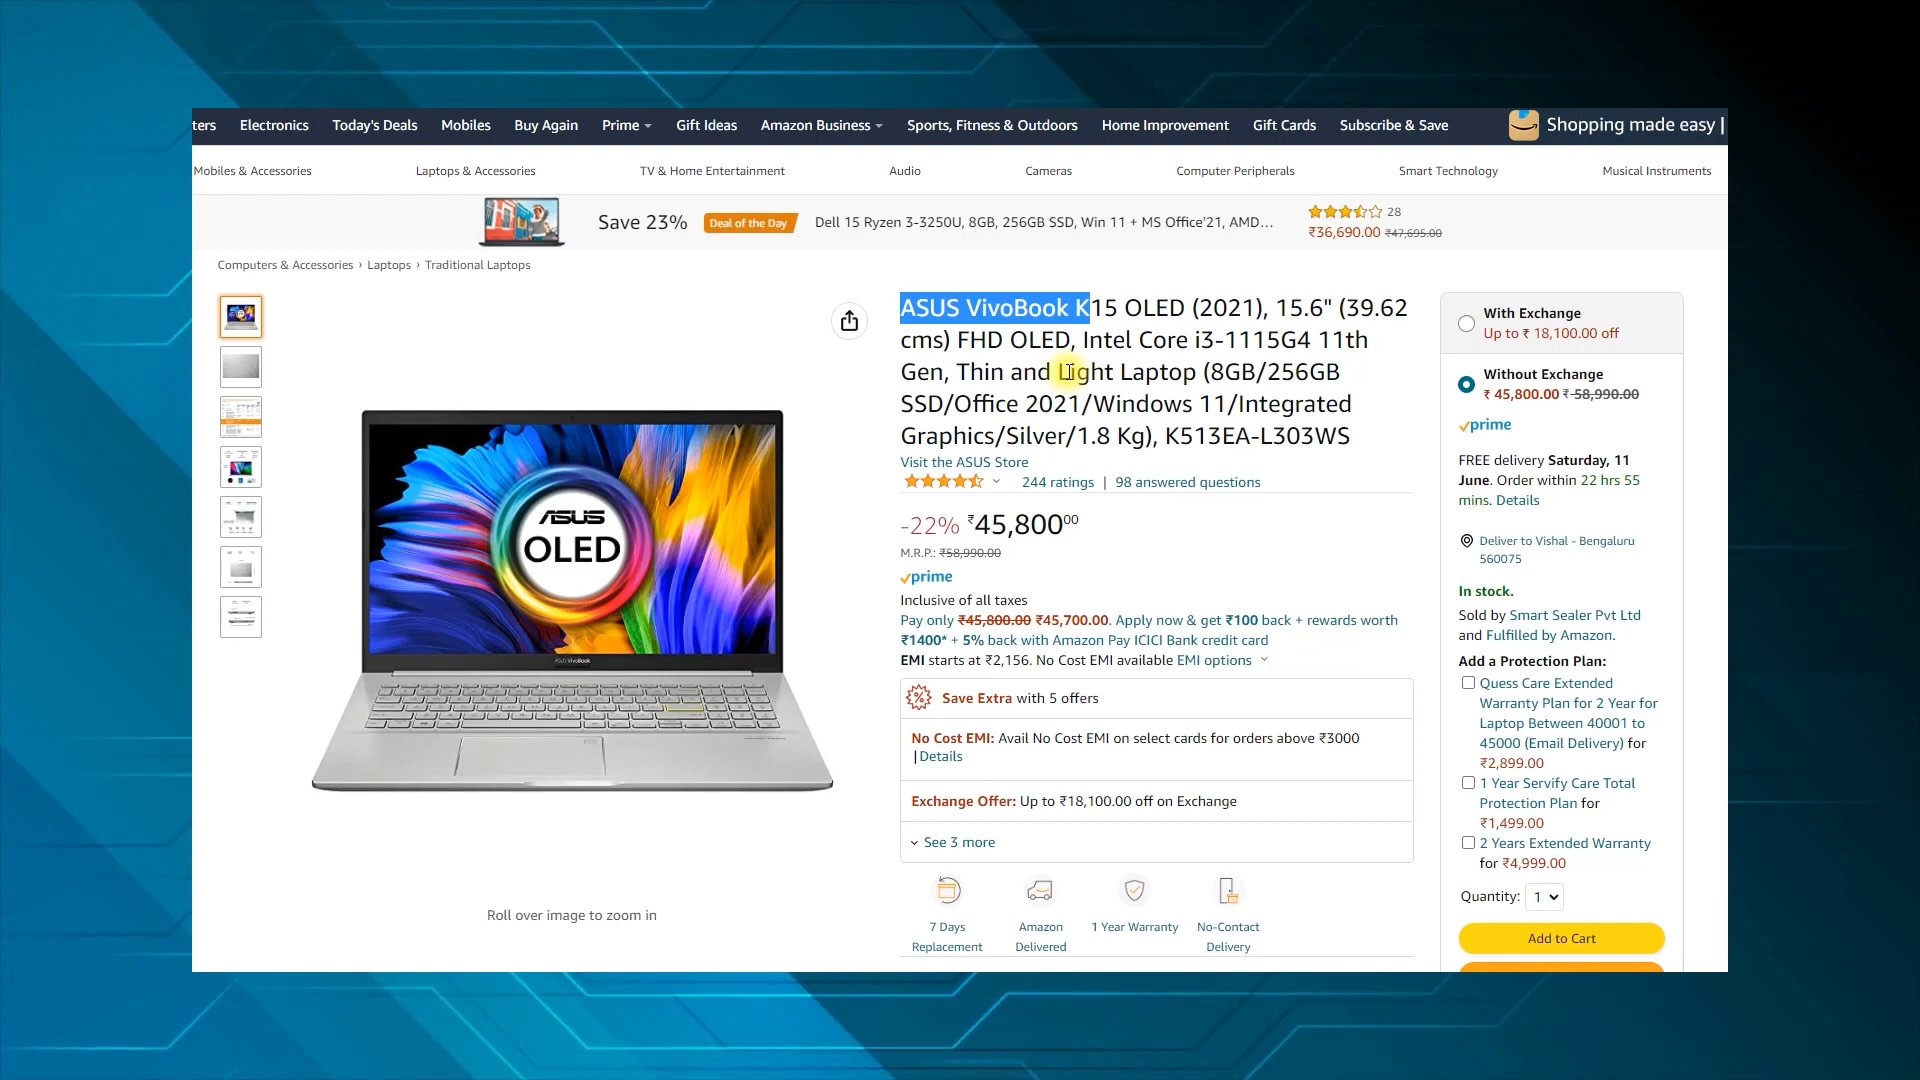 ters Electronics Today's Deals Mobiles Buy Again Prime Gift Ideas Amazon Business Sports, Fitness & Outdoors Home Improvement Gift Cards Subscribe & Save Shopping made easy |
Mobiles & Accessories Laptops & Accessories TV & Home Entertainment Audio Cameras Computer Peripherals Smart Technology Musical Instruments
Save 23% Deal of the Day Dell 15 Ryzen 3-3250U, 8GB, 256GB SSD, Win 11 + MS Office'21, AMD... 28
₹36,690.00 ₹47,695.00
Computers & Accessories › Laptops › Traditional Laptops
ASUS VivoBook K15 OLED (2021), 15.6" (39.62
cms) FHD OLED, Intel Core i3-1115G4 11th
Gen, Thin and Light Laptop (8GB/256GB
SSD/Office 2021/Windows 11/Integrated
Graphics/Silver/1.8 Kg), K513EA-L303WS
Visit the ASUS Store
244 ratings | 98 answered questions
-22% ₹45,80000
M.R.P.: ₹58,990.00
prime
Inclusive of all taxes
Pay only ₹45,800.00 ₹45,700.00. Apply now & get ₹100 back + rewards worth
₹1400* + 5% back with Amazon Pay ICICI Bank credit card
EMI starts at ₹2,156. No Cost EMI available EMI options
Save Extra with 5 offers
No Cost EMI: Avail No Cost EMI on select cards for orders above ₹3000
|Details
Exchange Offer: Up to ₹18,100.00 off on Exchange
See 3 more
7 Days
Replacement
Amazon
Delivered
1 Year Warranty
No-Contact
Delivery
ASUS
OLED
ASUS VivoBook
Roll over image to zoom in
With Exchange
Up to ₹ 18,100.00 off
Without Exchange
₹ 45,800.00 ₹ 58,990.00
prime
FREE delivery Saturday, 11
June. Order within 22 hrs 55
mins. Details
Deliver to Vishal - Bengaluru
560075
In stock.
Sold by Smart Sealer Pvt Ltd
and Fulfilled by Amazon.
Add a Protection Plan:
Quess Care Extended
Warranty Plan for 2 Year for
Laptop Between 40001 to
45000 (Email Delivery) for
₹2,899.00
1 Year Servify Care Total
Protection Plan for
₹1,499.00
2 Years Extended Warranty
for ₹4,999.00
Quantity: 1
Add to Cart